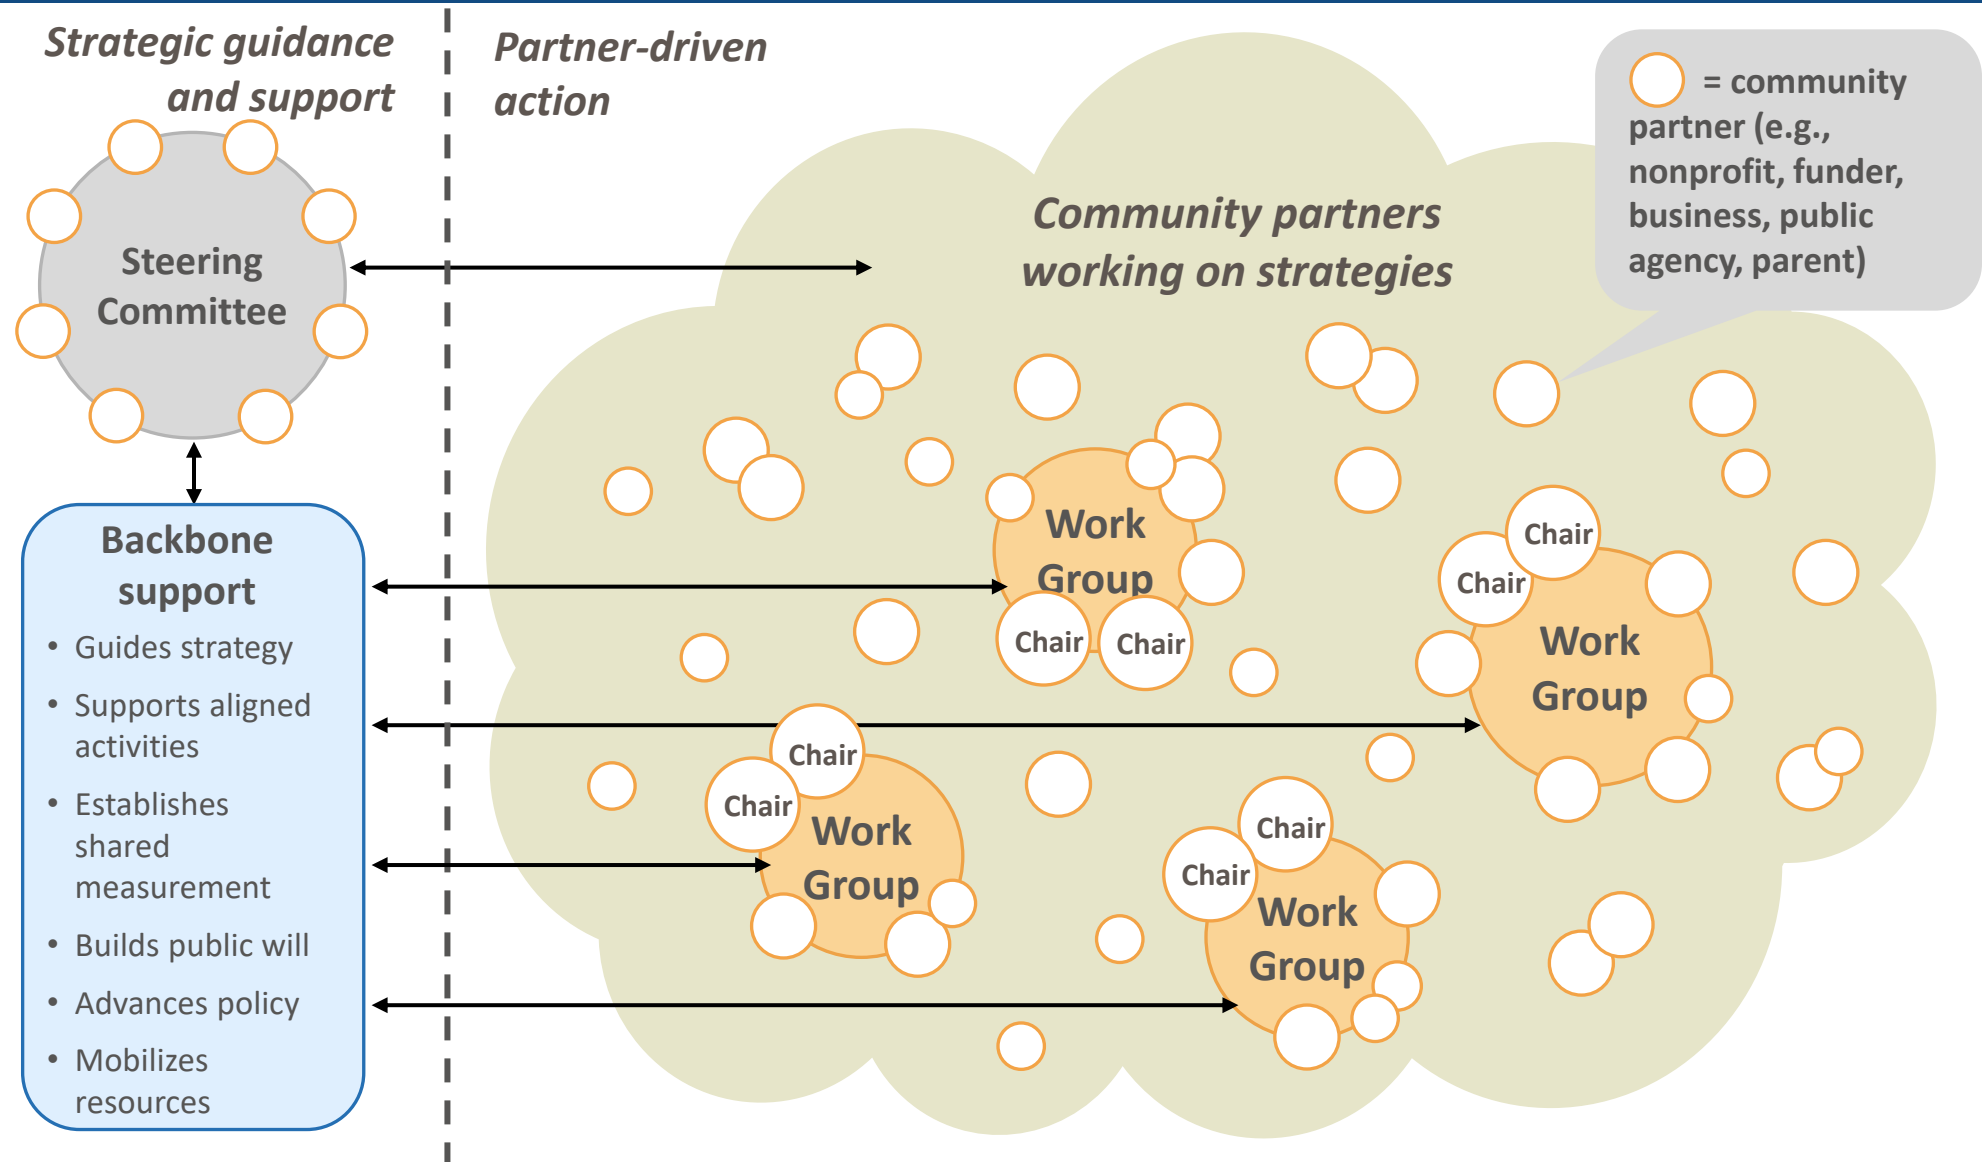 Strategic guidance
and support
Partner-driven
action
= community
partner (e.g.,
nonprofit, funder,
business, public
agency, parent)
Community partners
working on strategies
Steering
Committee
Backbone
support
• Guides strategy
• Supports aligned
activities
• Establishes
shared
measurement
• Builds public will
• Advances policy
• Mobilizes
resources
Work
Group
Chair
Chair
Chair
Chair
Work
Group
Chair
Chair
Work
Group
Chair
Chair
Work
Group